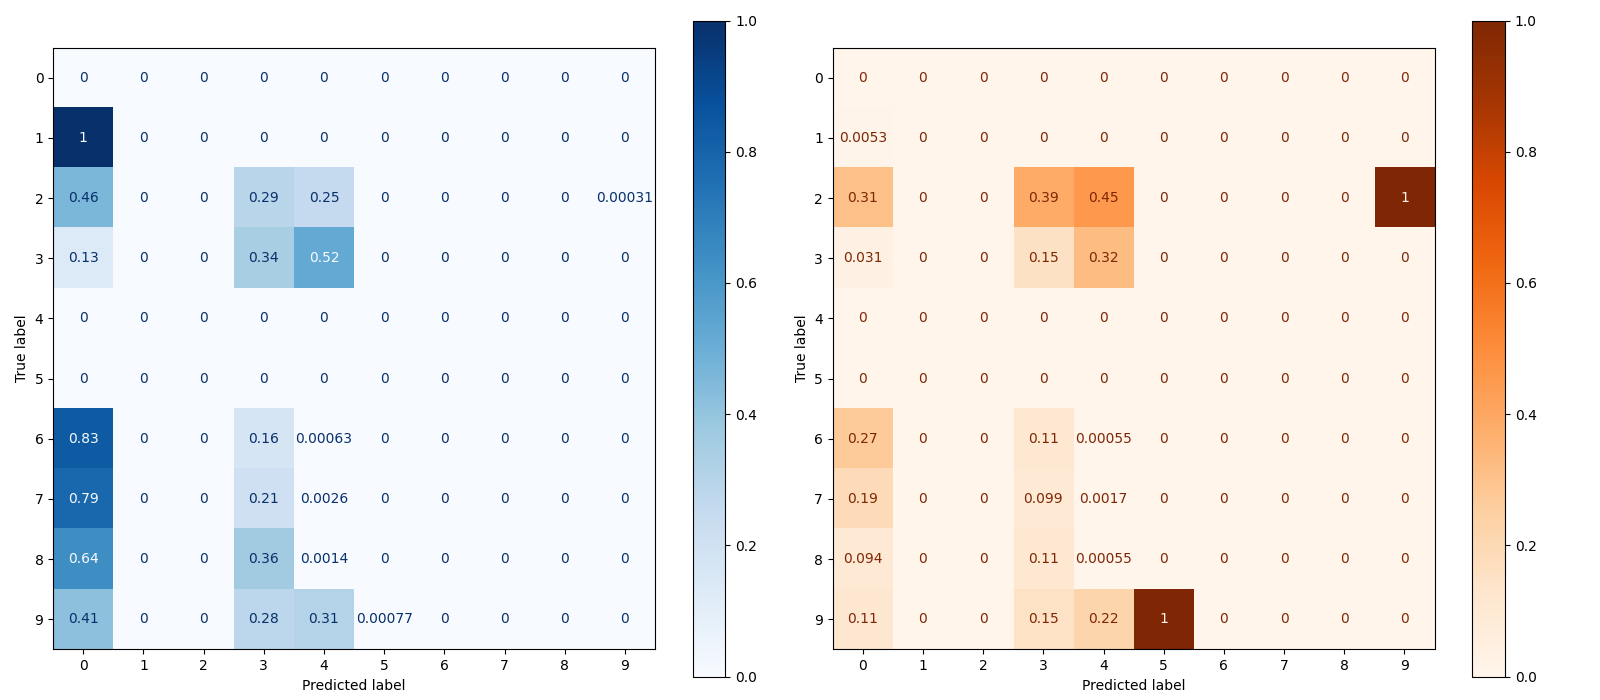 0 0 0 0 0 0 0 0 0 0 0
1 1 0 0 0 0 0 0 0 0 0
2 0.46 0 0 0.29 0.25 0 0 0 0 0.00031
3 0.13 0 0 0.34 0.52 0 0 0 0 0
4 0 0 0 0 0 0 0 0 0 0
5 0 0 0 0 0 0 0 0 0 0
6 0.83 0 0 0.16 0.00063 0 0 0 0 0
7 0.79 0 0 0.21 0.0026 0 0 0 0 0
8 0.64 0 0 0.36 0.0014 0 0 0 0 0
9 0.41 0 0 0.28 0.31 0.00077 0 0 0 0
0 1 2 3 4 5 6 7 8 9
Predicted label
True label
1.0
0.8
0.6
0.4
0.2
0.0
0 0 0 0 0 0 0 0 0 0 0
1 0.0053 0 0 0 0 0 0 0 0 0
2 0.31 0 0 0.39 0.45 0 0 0 0 1
3 0.031 0 0 0.15 0.32 0 0 0 0 0
4 0 0 0 0 0 0 0 0 0 0
5 0 0 0 0 0 0 0 0 0 0
6 0.27 0 0 0.11 0.00055 0 0 0 0 0
7 0.19 0 0 0.099 0.0017 0 0 0 0 0
8 0.094 0 0 0.11 0.00055 0 0 0 0 0
9 0.11 0 0 0.15 0.22 1 0 0 0 0
0 1 2 3 4 5 6 7 8 9
Predicted label
True label
1.0
0.8
0.6
0.4
0.2
0.0